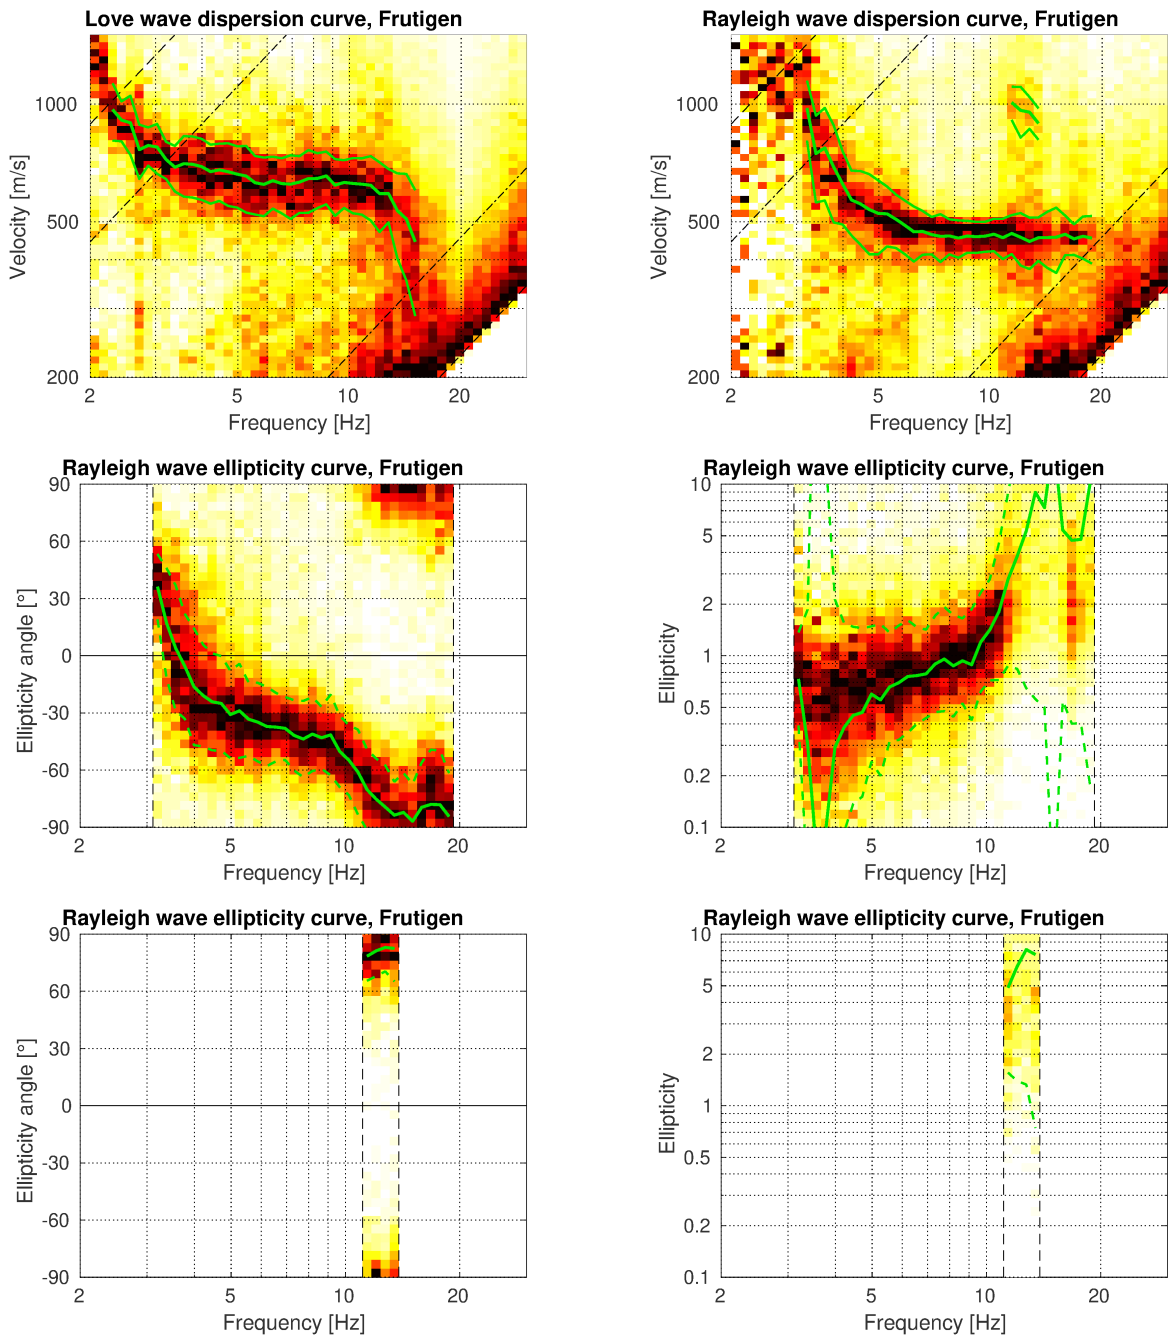 Love wave dispersion curve, Frutigen
1000
500
200
Velocity [m/s]
2 5 10 20
Frequency [Hz]
Rayleigh wave dispersion curve, Frutigen
1000
500
200
Velocity [m/s]
2 5 10 20
Frequency [Hz]
Rayleigh wave ellipticity curve, Frutigen
90
60
30
0
-30
-60
-90
Ellipticity angle [°]
2 5 10 20
Frequency [Hz]
Rayleigh wave ellipticity curve, Frutigen
10
5
2
1
0.5
0.2
0.1
Ellipticity
2 5 10 20
Frequency [Hz]
Rayleigh wave ellipticity curve, Frutigen
90
60
30
0
-30
-60
-90
Ellipticity angle [°]
2 5 10 20
Frequency [Hz]
Rayleigh wave ellipticity curve, Frutigen
10
5
2
1
0.5
0.2
0.1
Ellipticity
2 5 10 20
Frequency [Hz]